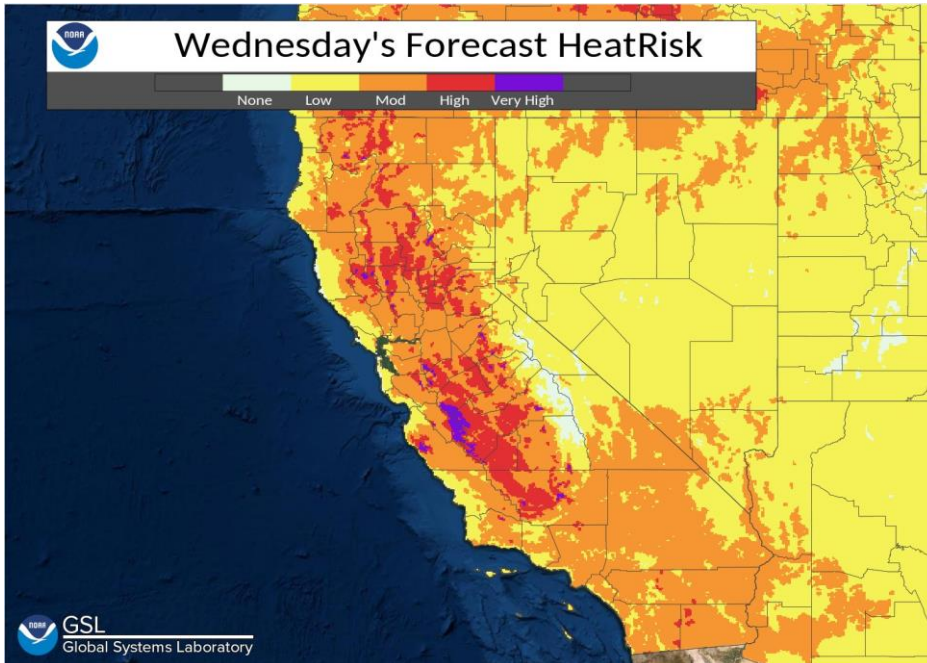 NOAA
Wednesday's Forecast HeatRisk
None Low Mod High Very High
NOAA
GSL
Global Systems Laboratory